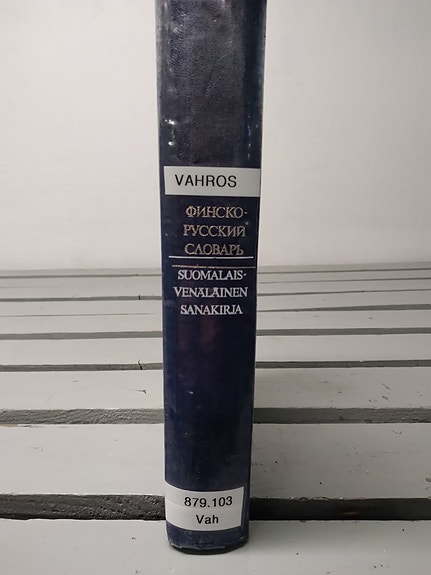 VAHROS
ФИНСКО-
РУССКИЙ
СЛОВАРЬ
SUOMALAIS-
VENÄLÄINEN
SANAKIRJA
879.103
Vah